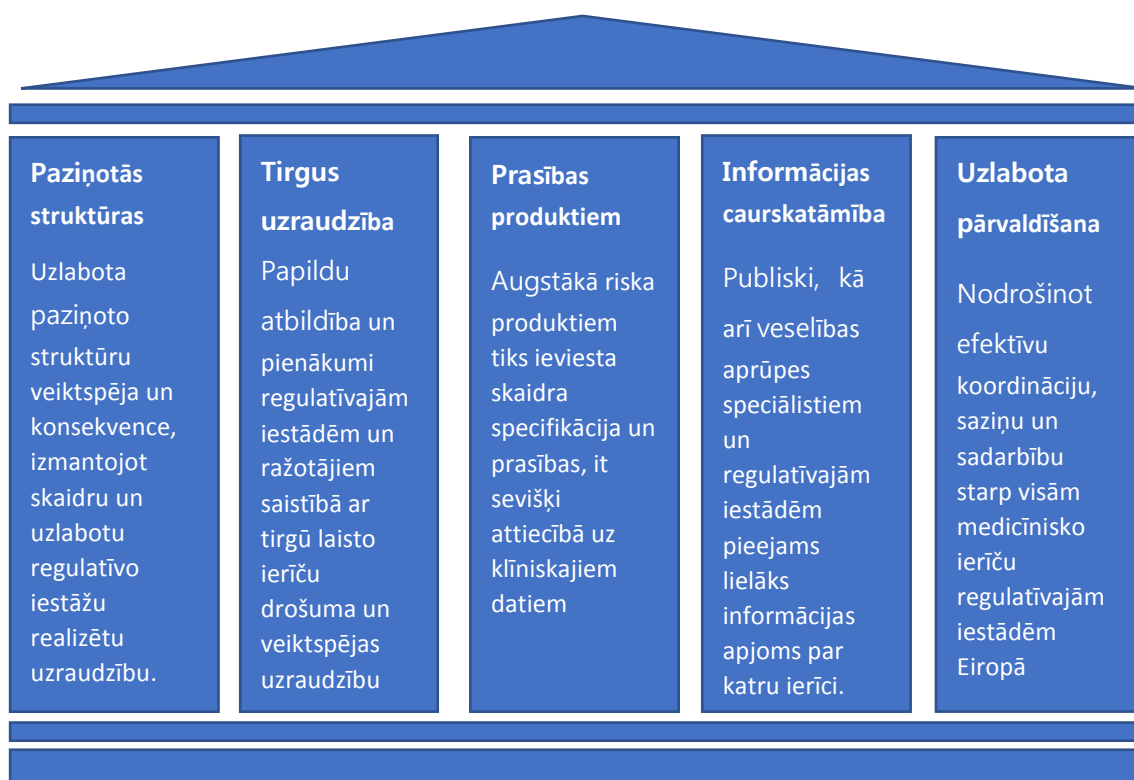 Paziņotās
struktūras
Uzlabota
paziņoto
struktūru
veiktspēja un
konsekvence,
izmantojot
skaidru un
uzlabotu
regulatīvo
iestāžu
realizētu
uzraudzību.
Tirgus
uzraudzība
Papildu
atbildība un
pienākumi
regulatīvajām
iestādēm un
ražotājiem
saistībā ar
tirgū laisto
ierīču
drošuma un
veiktspējas
uzraudzību
Prasības
produktiem
Augstākā riska
produktiem
tiks ieviesta
skaidra
specifikācija un
prasības, it
sevišķi
attiecībā uz
klīniskajiem
datiem
Informācijas
caurskatāmība
Publiski, kā
arī veselības
aprūpes
speciālistiem
un
regulatīvajām
iestādēm
pieejams
lielāks
informācijas
apjoms par
katru ierīci.
Uzlabota
pārvaldīšana
Nodrošinot
efektīvu
koordināciju,
saziņu un
sadarbību
starp visām
medicīnisko
ierīču
regulatīvajām
iestādēm
Eiropā